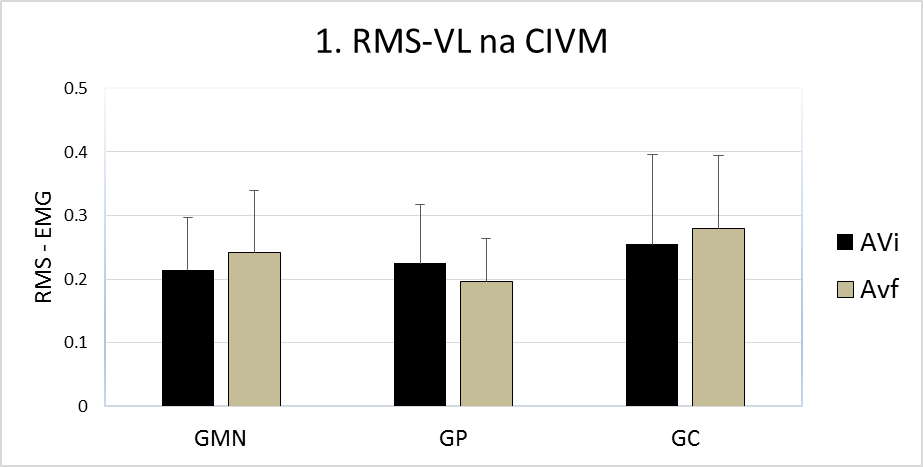 1. RMS-VL na CIVM
0.5
0.4
0.3
0.2
0.1
0
RMS - EMG
GMN GP GC
AVi
Avf